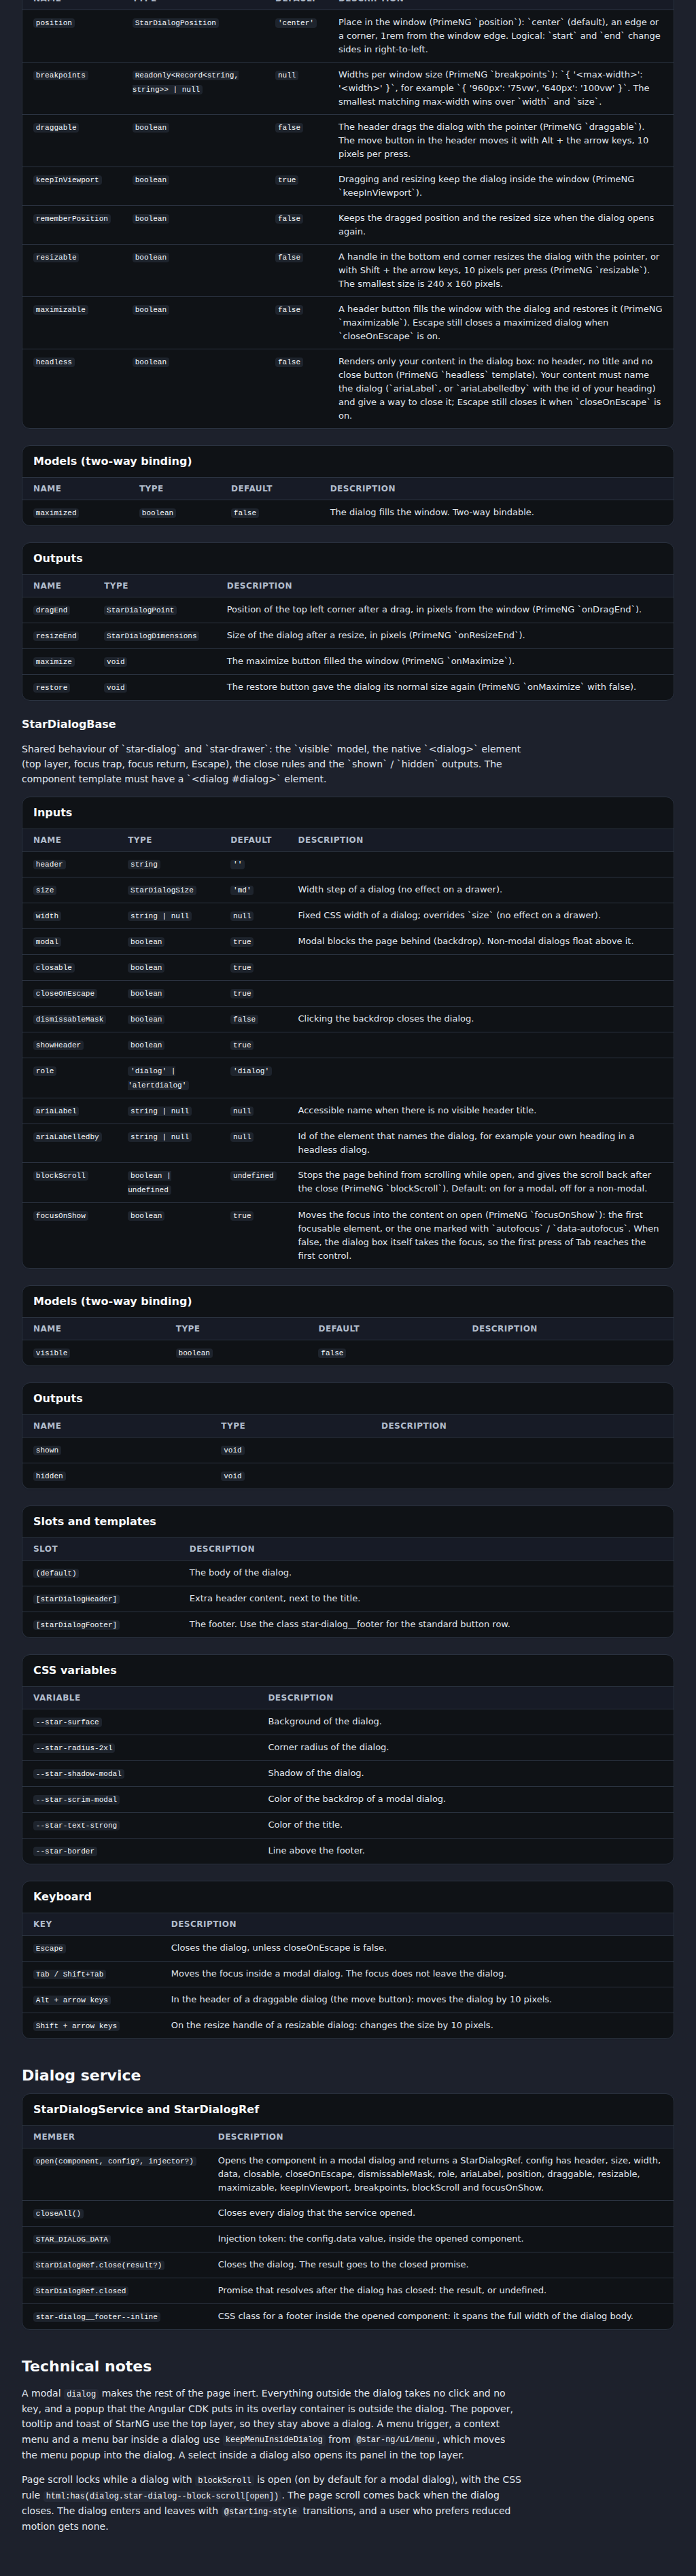 position StarDialogPosition 'center' Place in the window (PrimeNG `position`): `center` (default), an edge or
a corner, 1rem from the window edge. Logical: `start` and `end` change
sides in right-to-left.
breakpoints Readonly<Record<string, null Widths per window size (PrimeNG `breakpoints`): `{ '<max-width>':
string>> | null '<width>' }`, for example `{ '960px': '75vw', '640px': '100vw' }`. The
smallest matching max-width wins over `width` and `size`.
draggable boolean false The header drags the dialog with the pointer (PrimeNG `draggable`).
The move button in the header moves it with Alt + the arrow keys, 10
pixels per press.
keepInViewport boolean true Dragging and resizing keep the dialog inside the window (PrimeNG
`keepInViewport`).
rememberPosition boolean false Keeps the dragged position and the resized size when the dialog opens
again.
resizable boolean false A handle in the bottom end corner resizes the dialog with the pointer, or
with Shift + the arrow keys, 10 pixels per press (PrimeNG `resizable`).
The smallest size is 240 x 160 pixels.
maximizable boolean false A header button fills the window with the dialog and restores it (PrimeNG
`maximizable`). Escape still closes a maximized dialog when
`closeOnEscape` is on.
headless boolean false Renders only your content in the dialog box: no header, no title and no
close button (PrimeNG `headless` template). Your content must name
the dialog (`ariaLabel`, or `ariaLabelledby` with the id of your heading)
and give a way to close it; Escape still closes it when `closeOnEscape` is
on.
Models (two-way binding)
NAME TYPE DEFAULT DESCRIPTION
maximized boolean false The dialog fills the window. Two-way bindable.
Outputs
NAME TYPE DESCRIPTION
dragEnd StarDialogPoint Position of the top left corner after a drag, in pixels from the window (PrimeNG `onDragEnd`).
resizeEnd StarDialogDimensions Size of the dialog after a resize, in pixels (PrimeNG `onResizeEnd`).
maximize void The maximize button filled the window (PrimeNG `onMaximize`).
restore void The restore button gave the dialog its normal size again (PrimeNG `onMaximize` with false).
StarDialogBase
Shared behaviour of `star-dialog` and `star-drawer`: the `visible` model, the native `<dialog>` element
(top layer, focus trap, focus return, Escape), the close rules and the `shown` / `hidden` outputs. The
component template must have a `<dialog #dialog>` element.
Inputs
NAME TYPE DEFAULT DESCRIPTION
header string ''
size StarDialogSize 'md' Width step of a dialog (no effect on a drawer).
width string | null null Fixed CSS width of a dialog; overrides `size` (no effect on a drawer).
modal boolean true Modal blocks the page behind (backdrop). Non-modal dialogs float above it.
closable boolean true
closeOnEscape boolean true
dismissableMask boolean false Clicking the backdrop closes the dialog.
showHeader boolean true
role 'dialog' | 'dialog'
'alertdialog'
ariaLabel string | null null Accessible name when there is no visible header title.
ariaLabelledby string | null null Id of the element that names the dialog, for example your own heading in a
headless dialog.
blockScroll boolean | undefined Stops the page behind from scrolling while open, and gives the scroll back after
undefined the close (PrimeNG `blockScroll`). Default: on for a modal, off for a non-modal.
focusOnShow boolean true Moves the focus into the content on open (PrimeNG `focusOnShow`): the first
focusable element, or the one marked with `autofocus` / `data-autofocus`. When
false, the dialog box itself takes the focus, so the first press of Tab reaches the
first control.
Models (two-way binding)
NAME TYPE DEFAULT DESCRIPTION
visible boolean false
Outputs
NAME TYPE DESCRIPTION
shown void
hidden void
Slots and templates
SLOT DESCRIPTION
(default) The body of the dialog.
[starDialogHeader] Extra header content, next to the title.
[starDialogFooter] The footer. Use the class star-dialog__footer for the standard button row.
CSS variables
VARIABLE DESCRIPTION
--star-surface Background of the dialog.
--star-radius-2xl Corner radius of the dialog.
--star-shadow-modal Shadow of the dialog.
--star-scrim-modal Color of the backdrop of a modal dialog.
--star-text-strong Color of the title.
--star-border Line above the footer.
Keyboard
KEY DESCRIPTION
Escape Closes the dialog, unless closeOnEscape is false.
Tab / Shift+Tab Moves the focus inside a modal dialog. The focus does not leave the dialog.
Alt + arrow keys In the header of a draggable dialog (the move button): moves the dialog by 10 pixels.
Shift + arrow keys On the resize handle of a resizable dialog: changes the size by 10 pixels.
Dialog service
StarDialogService and StarDialogRef
MEMBER DESCRIPTION
open(component, config?, injector?) Opens the component in a modal dialog and returns a StarDialogRef. config has header, size, width,
data, closable, closeOnEscape, dismissableMask, role, ariaLabel, position, draggable, resizable,
maximizable, keepInViewport, breakpoints, blockScroll and focusOnShow.
closeAll() Closes every dialog that the service opened.
STAR_DIALOG_DATA Injection token: the config.data value, inside the opened component.
StarDialogRef.close(result?) Closes the dialog. The result goes to the closed promise.
StarDialogRef.closed Promise that resolves after the dialog has closed: the result, or undefined.
star-dialog__footer--inline CSS class for a footer inside the opened component: it spans the full width of the dialog body.
Technical notes
A modal dialog makes the rest of the page inert. Everything outside the dialog takes no click and no
key, and a popup that the Angular CDK puts in its overlay container is outside the dialog. The popover,
tooltip and toast of StarNG use the top layer, so they stay above a dialog. A menu trigger, a context
menu and a menu bar inside a dialog use keepMenuInsideDialog from @star-ng/ui/menu, which moves
the menu popup into the dialog. A select inside a dialog also opens its panel in the top layer.
Page scroll locks while a dialog with blockScroll is open (on by default for a modal dialog), with the CSS
rule html:has(dialog.star-dialog--block-scroll[open]). The page scroll comes back when the dialog
closes. The dialog enters and leaves with @starting-style transitions, and a user who prefers reduced
motion gets none.